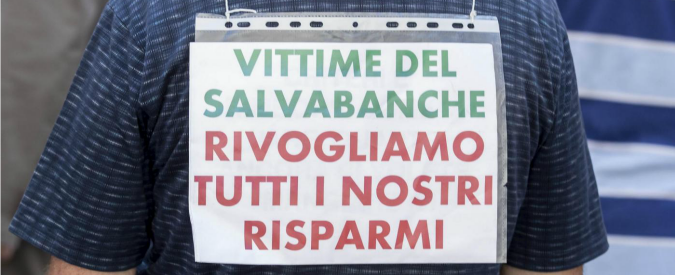 VITTIME DEL
SALVABANCHE
RIVOGLIAMO
TUTTI I NOSTRI
RISPARMI